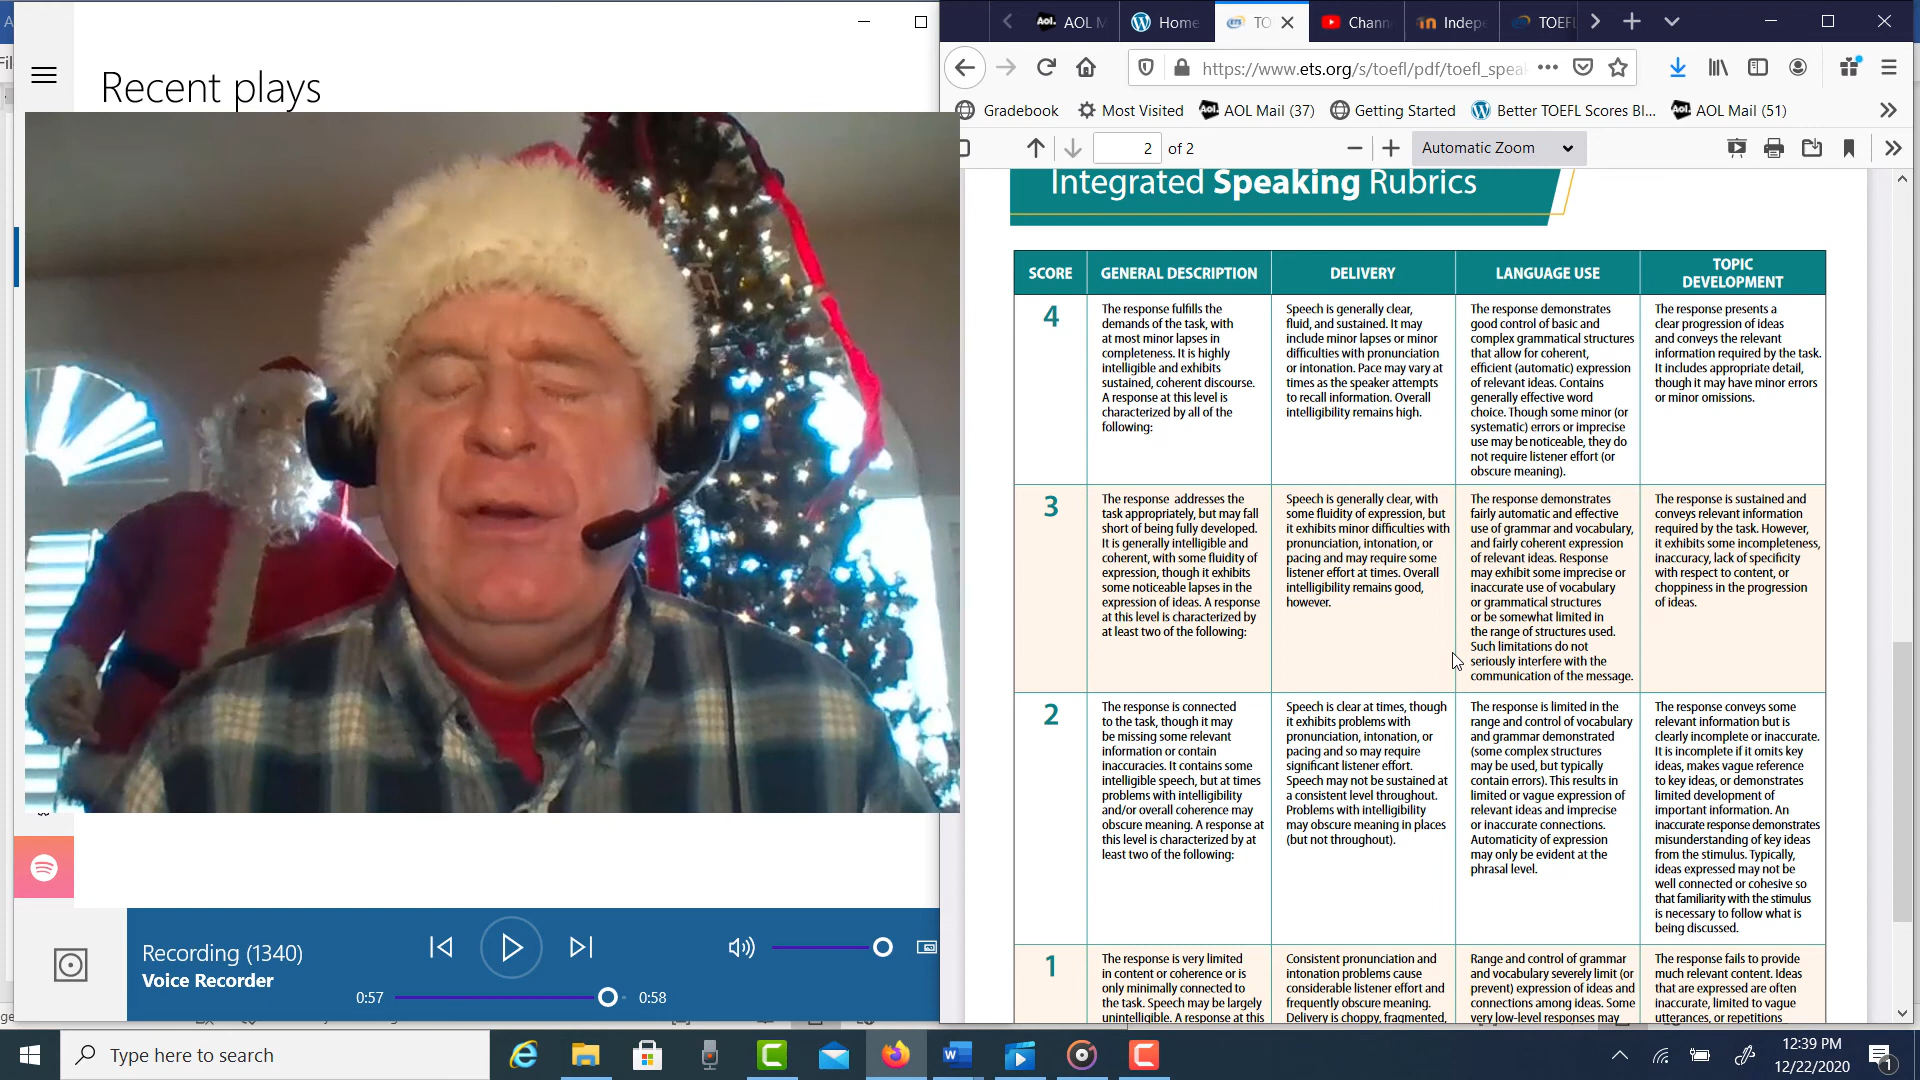 Recent plays
Recording (1340)
Voice Recorder
0:57
0:58
Type here to search
AOL M
Home
TO
Chann
Indep
TOEFL
https://www.ets.org/s/toefl/pdf/toefl_spea
Gradebook
Most Visited
AOL Mail (37)
Getting Started
Better TOEFL Scores Bl...
AOL Mail (51)
2 of 2
Automatic Zoom
Integrated Speaking Rubrics
SCORE
GENERAL DESCRIPTION
DELIVERY
LANGUAGE USE
TOPIC
DEVELOPMENT
4
The response fulfills the
demands of the task, with
at most minor lapses in
completeness. It is highly
intelligible and exhibits
sustained, coherent discourse.
A response at this level is
characterized by all of the
following:
Speech is generally clear,
fluid, and sustained. It may
include minor lapses or minor
difficulties with pronunciation
or intonation. Pace may vary at
times as the speaker attempts
to recall information. Overall
intelligibility remains high.
The response demonstrates
good control of basic and
complex grammatical structures
that allow for coherent,
efficient (automatic) expression
of relevant ideas. Contains
generally effective word
choice. Though some minor (or
systematic) errors or imprecise
use may be noticeable, they do
not require listener effort (or
obscure meaning).
The response presents a
clear progression of ideas
and conveys the relevant
information required by the task.
It includes appropriate detail,
though it may have minor errors
or minor omissions.
3
The response addresses the
task appropriately, but may fall
short of being fully developed.
It is generally intelligible and
coherent, with some fluidity of
expression, though it exhibits
some noticeable lapses in the
expression of ideas. A response
at this level is characterized by
at least two of the following:
Speech is generally clear, with
some fluidity of expression, but
it exhibits minor difficulties with
pronunciation, intonation, or
pacing and may require some
listener effort at times. Overall
intelligibility remains good,
however.
The response demonstrates
fairly automatic and effective
use of grammar and vocabulary,
and fairly coherent expression
of relevant ideas. Response
may exhibit some imprecise or
inaccurate use of vocabulary
or grammatical structures
or be somewhat limited in
the range of structures used.
Such limitations do not
seriously interfere with the
communication of the message.
The response is sustained and
conveys relevant information
required by the task. However,
it exhibits some incompleteness,
inaccuracy, lack of specificity
with respect to content, or
choppiness in the progression
of ideas.
2
The response is connected
to the task, though it may
be missing some relevant
information or contain
inaccuracies. It contains some
intelligible speech, but at times
problems with intelligibility
and/or overall coherence may
obscure meaning. A response at
this level is characterized by at
least two of the following:
Speech is clear at times, though
it exhibits problems with
pronunciation, intonation, or
pacing and so may require
significant listener effort.
Speech may not be sustained at
a consistent level throughout.
Problems with intelligibility
may obscure meaning in places
(but not throughout).
The response is limited in the
range and control of vocabulary
and grammar demonstrated
(some complex structures
may be used, but typically
contain errors). This results in
limited or vague expression of
relevant ideas and imprecise
or inaccurate connections.
Automaticity of expression
may only be evident at the
phrasal level.
The response conveys some
relevant information but is
clearly incomplete or inaccurate.
It is incomplete if it omits key
ideas, makes vague reference
to key ideas, or demonstrates
limited development of
important information. An
inaccurate response demonstrates
misunderstanding of key ideas
from the stimulus. Typically,
ideas expressed may not be
well connected or cohesive so
that familiarity with the stimulus
is necessary to follow what is
being discussed.
1
The response is very limited
in content or coherence or is
only minimally connected to
the task. Speech may be largely
unintelligible. A response at this
Consistent pronunciation and
intonation problems cause
considerable listener effort and
frequently obscure meaning.
Delivery is choppy, fragmented,
Range and control of grammar
and vocabulary severely limit (or
prevent) expression of ideas and
connections among ideas. Some
very low-level responses may
The response fails to provide
much relevant content. Ideas
that are expressed are often
inaccurate, limited to vague
utterances, or repetitions
12:39 PM
12/22/2020
1